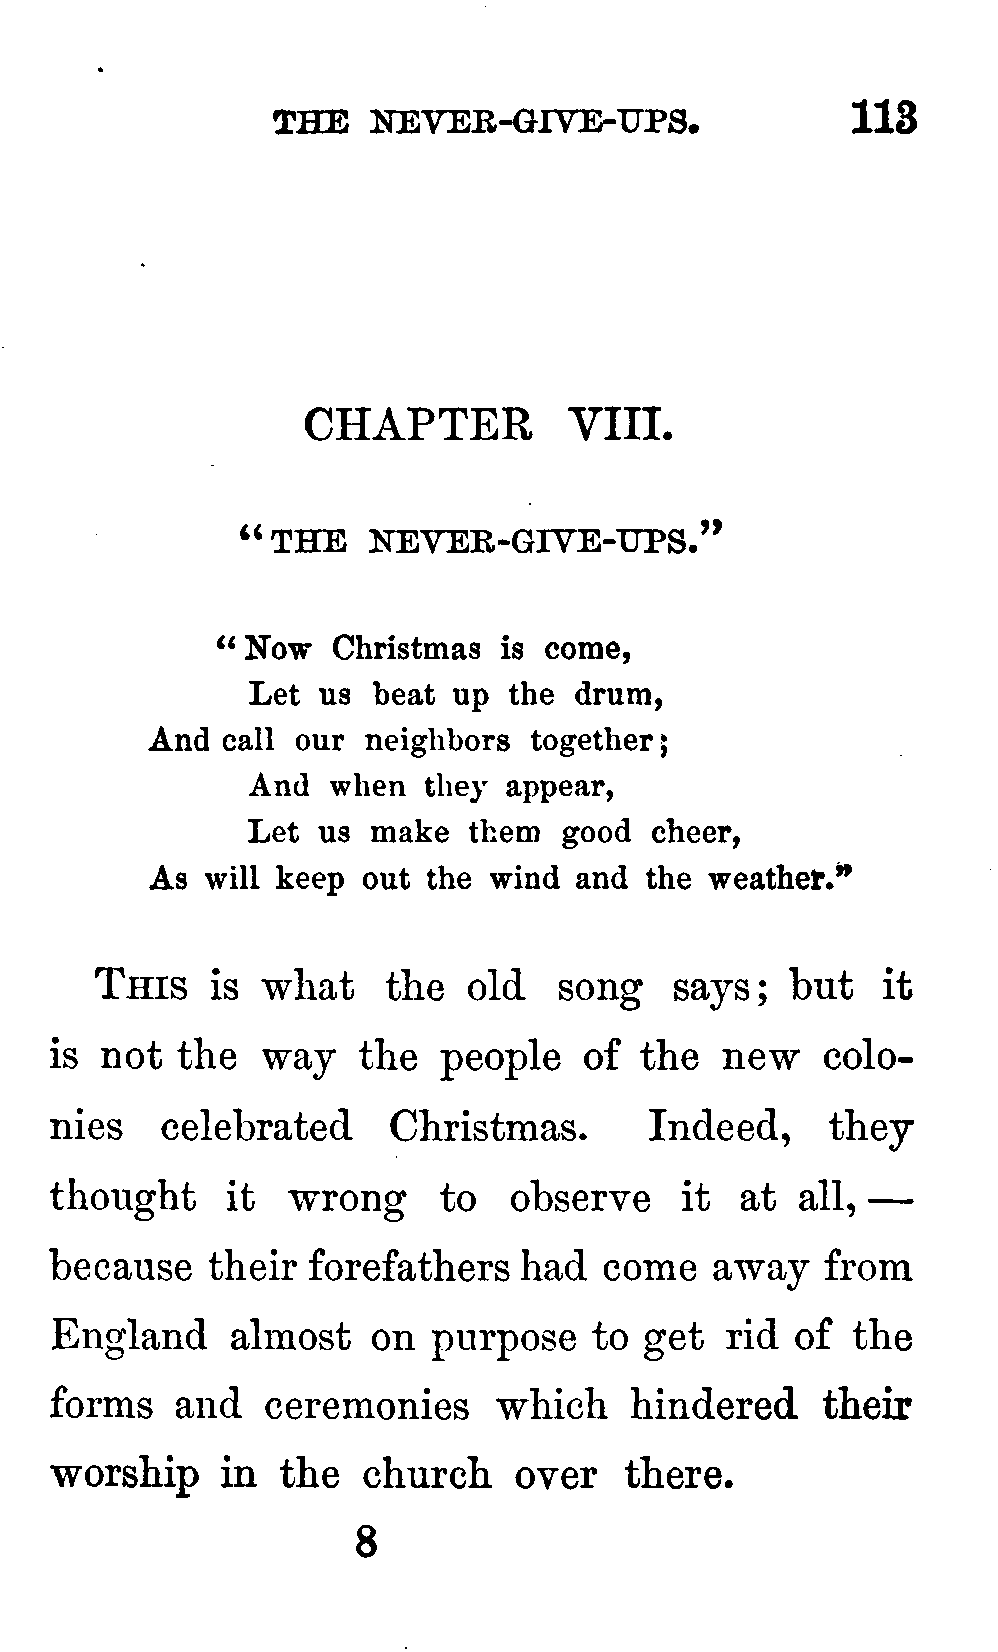 THE NEVER-GIVE-UPS. 113
CHAPTER VIII.
"THE NEVER-GIVE-UPS."
"Now Christmas is come,
Let us beat up the drum,
And call our neighbors together;
And when they appear,
Let us make them good cheer,
As will keep out the wind and the weather."
THIS is what the old song says; but it
is not the way the people of the new colo-
nies celebrated Christmas. Indeed, they
thought it wrong to observe it at all, —
because their forefathers had come away from
England almost on purpose to get rid of the
forms and ceremonies which hindered their
worship in the church over there.
8